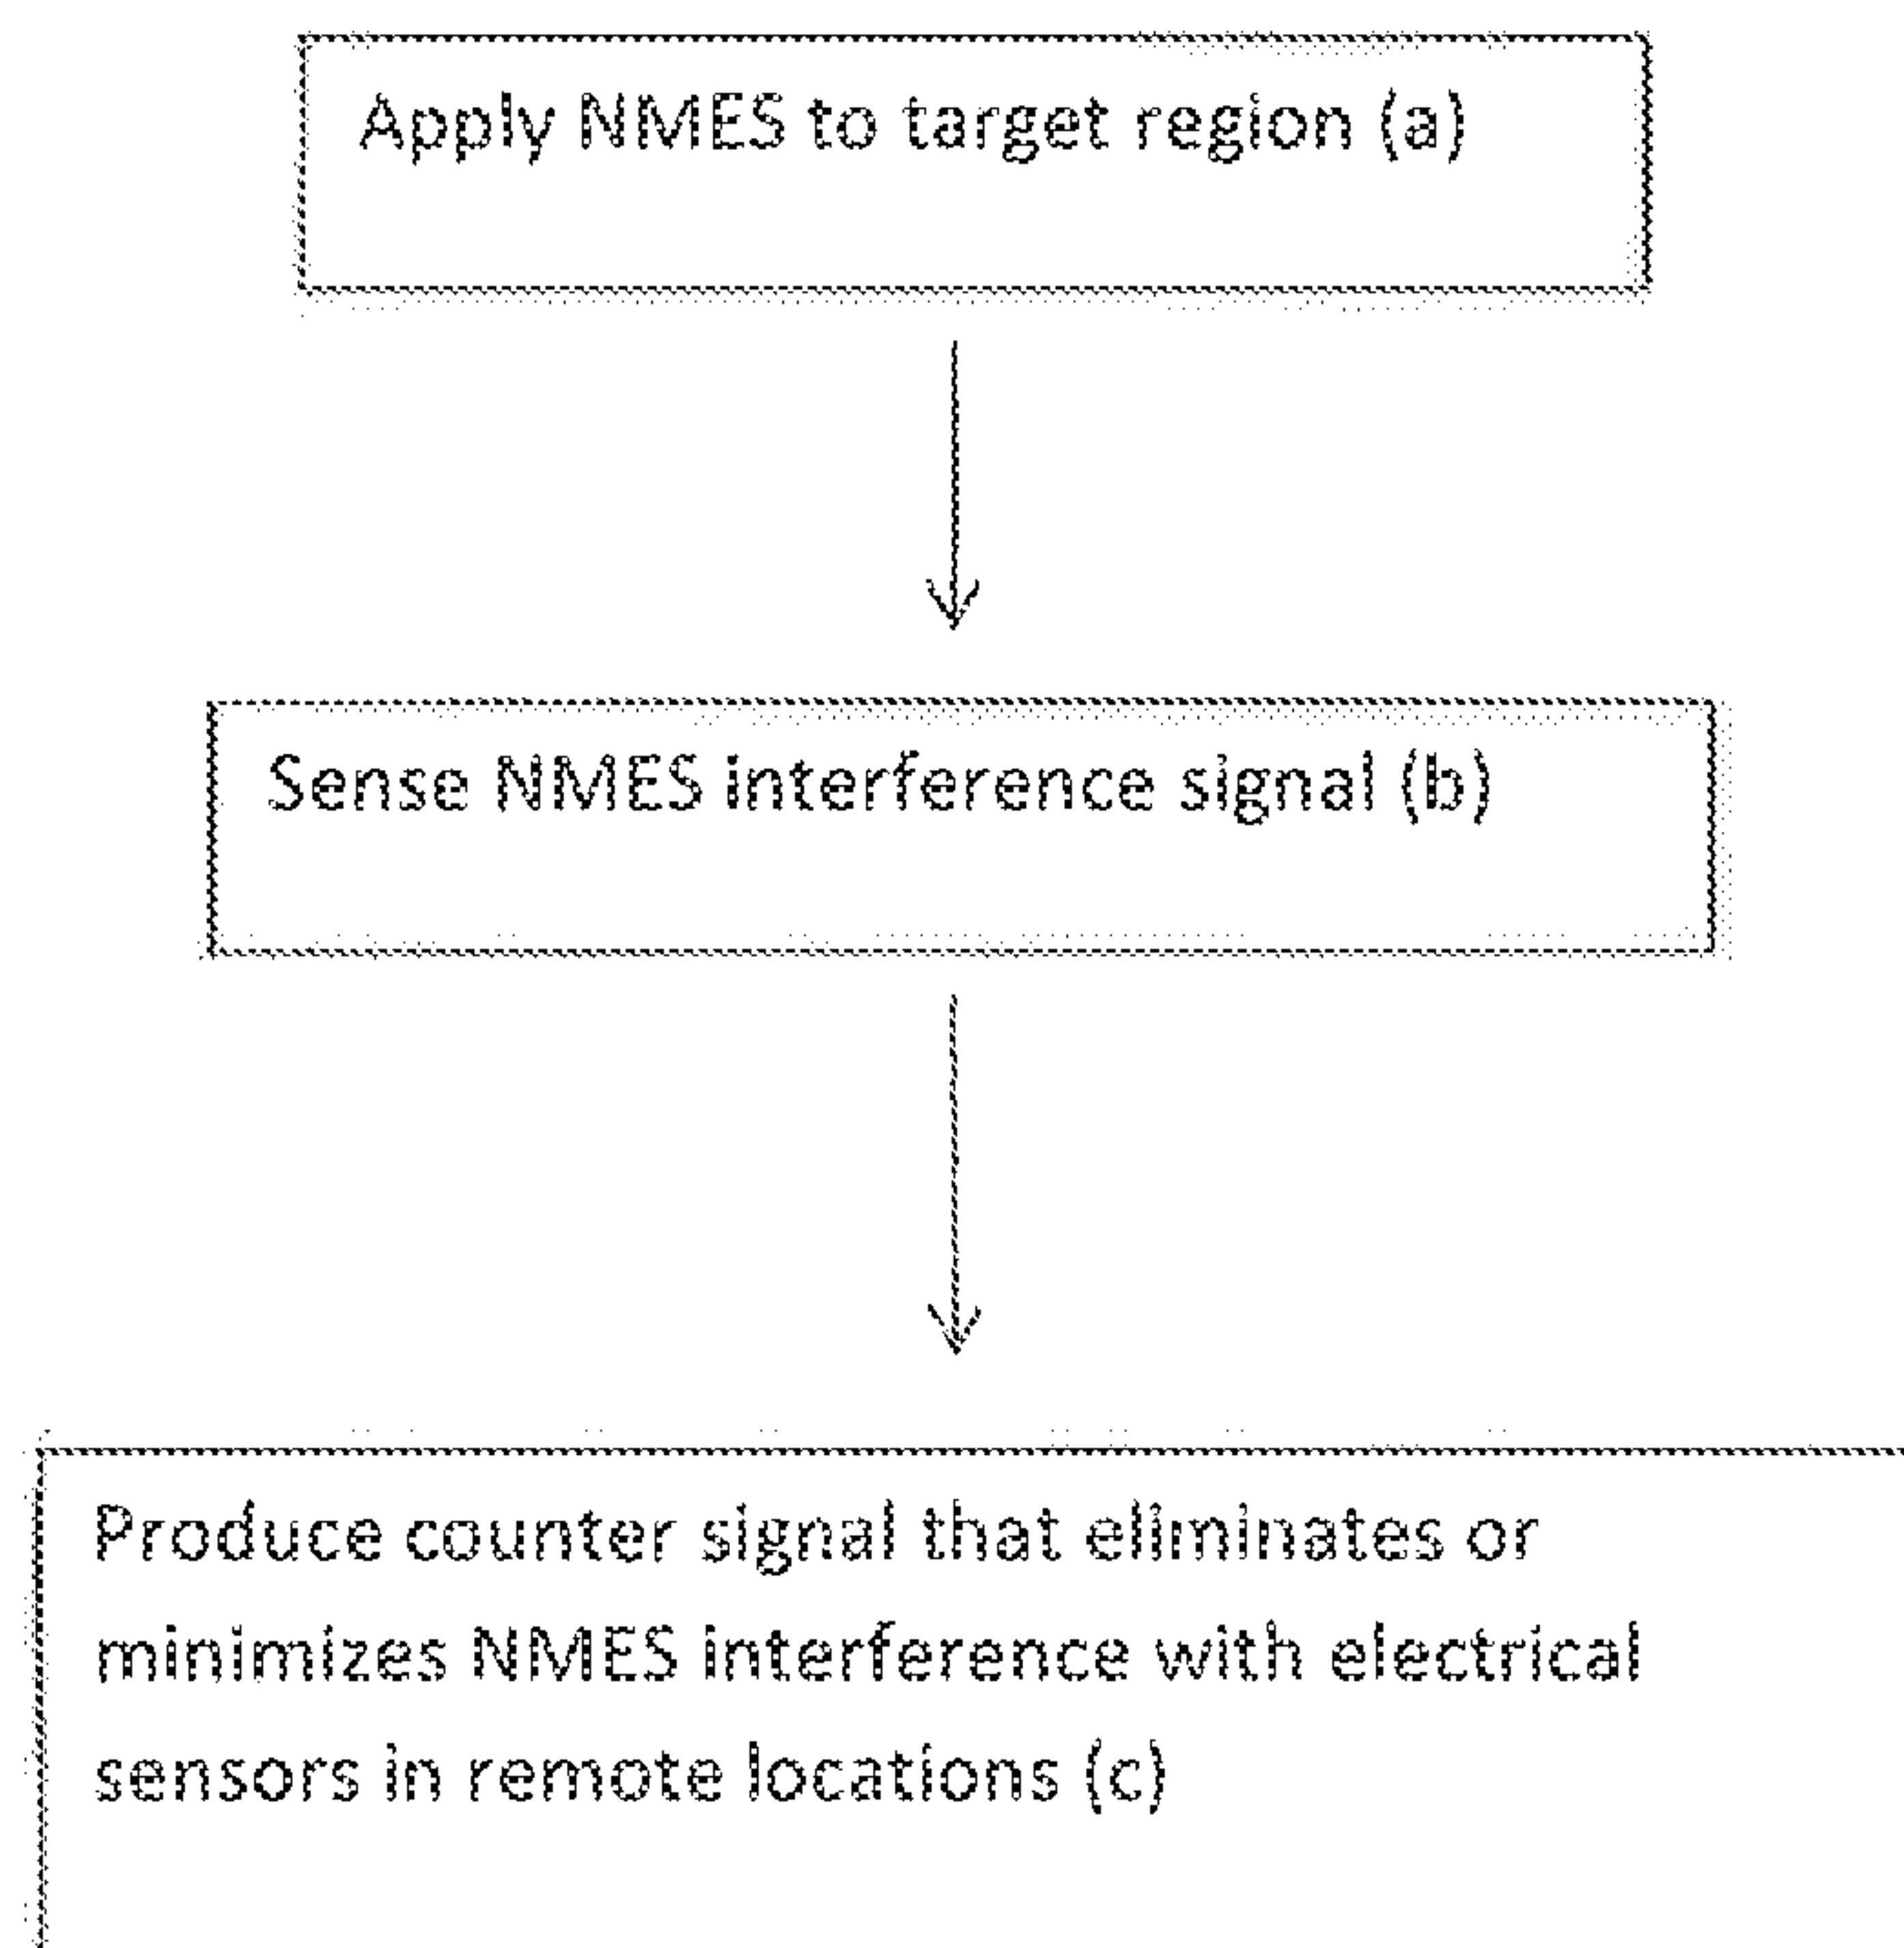 Apply NMES to target region (a)
Sense NMES interference signal (b)
Produce counter signal that eliminates or
minimizes NMES interference with electrical
sensors in remote locations (c)